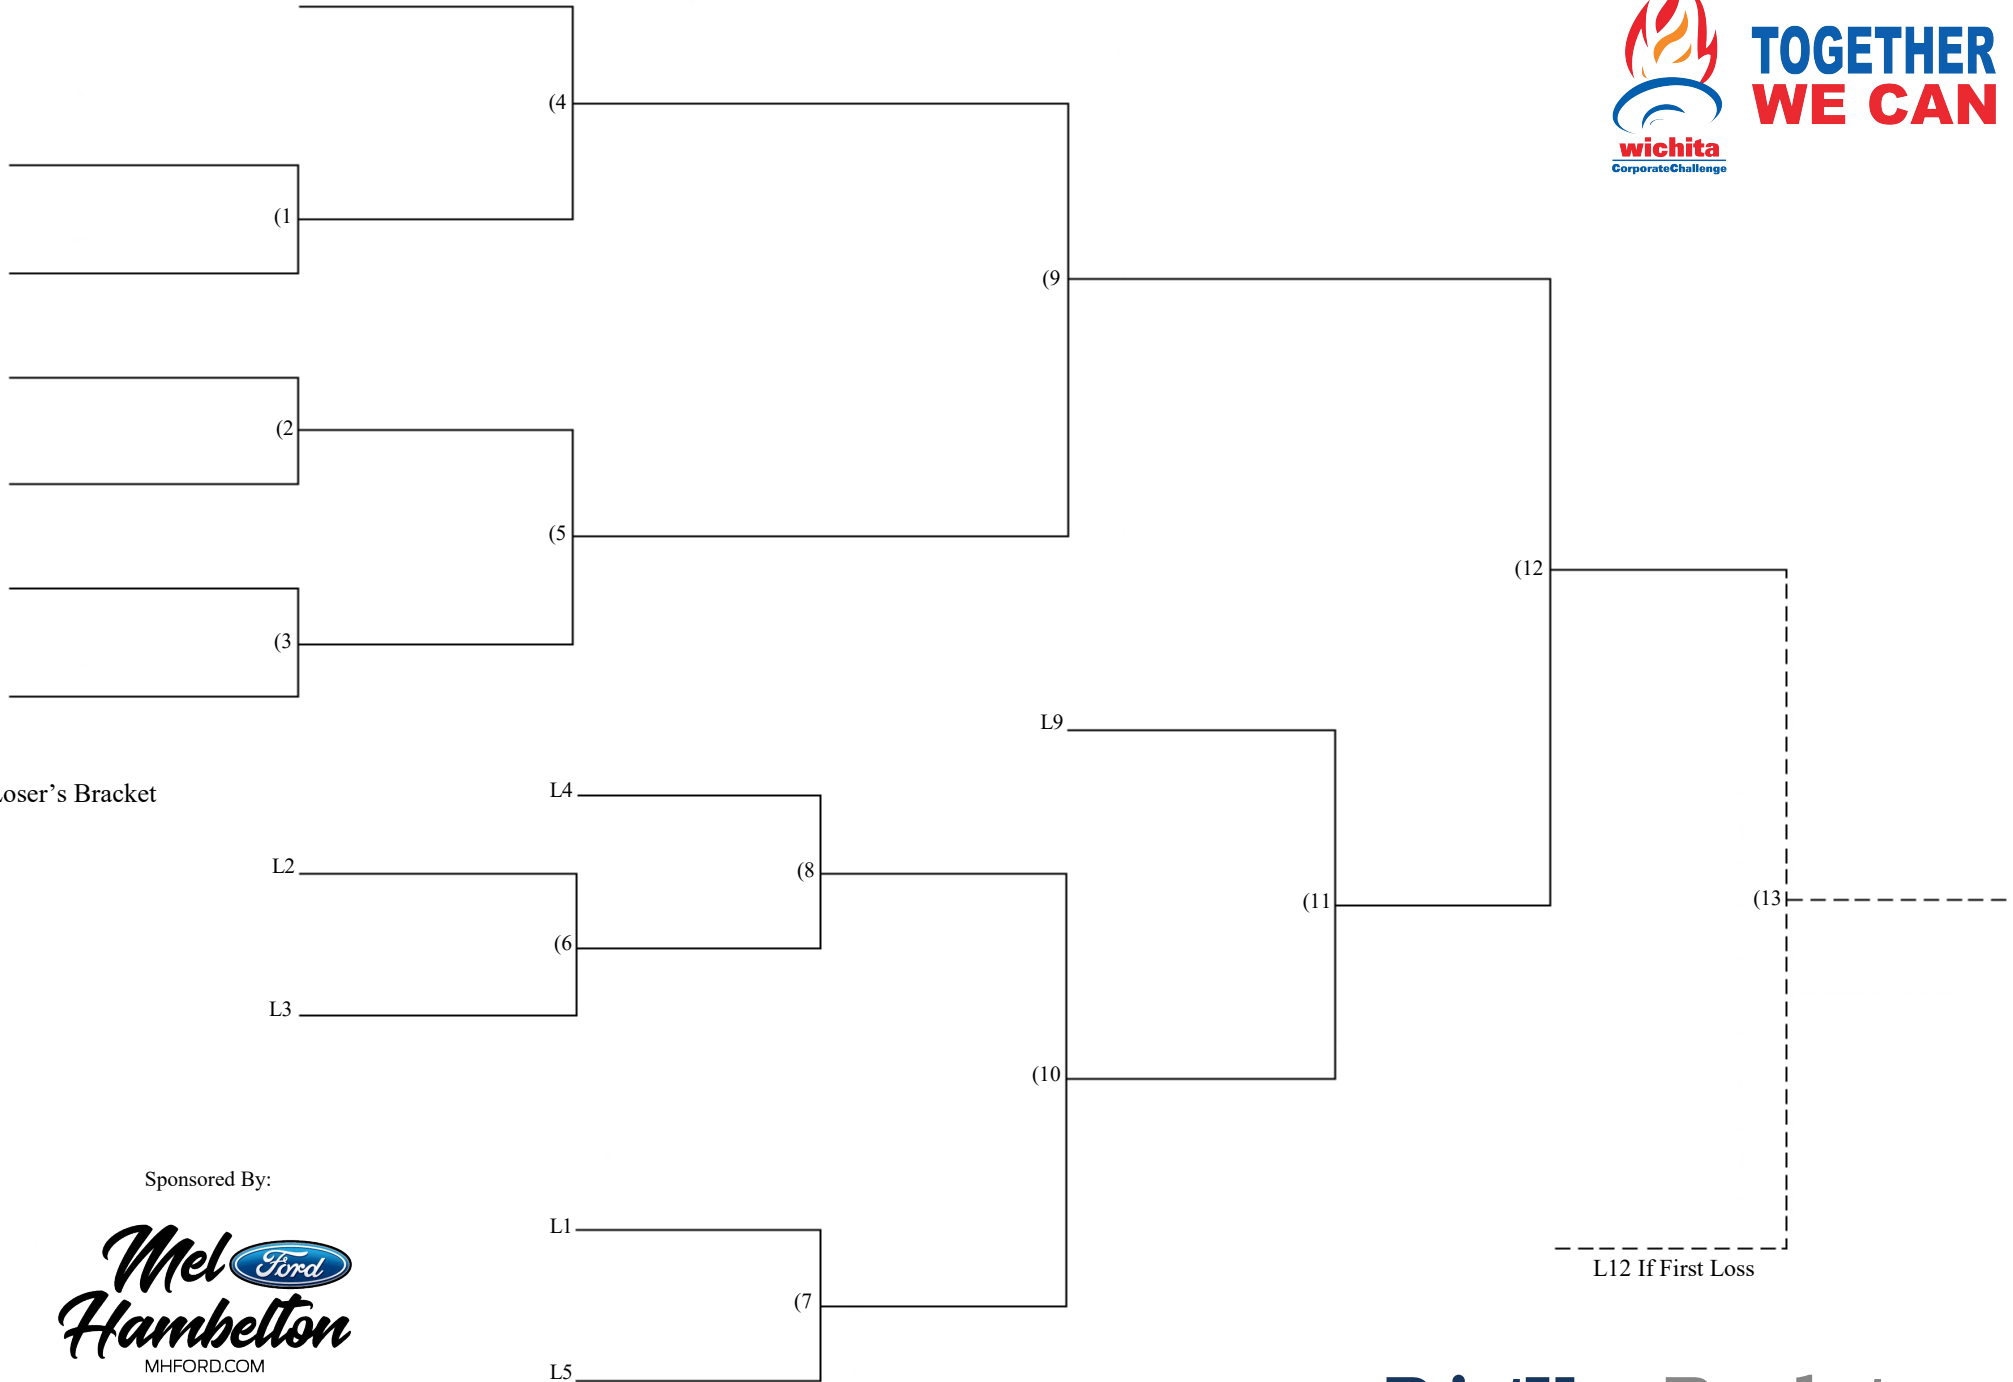 TOGETHER
WE CAN
wichita
CorporateChallenge
(4
(1
(9
(2
(5
(12
(3
L9
Loser’s Bracket
L4
L2
(8
(11
(13
(6
L3
(10
Sponsored By:
Mel Ford
Hambelton
MHFORD.COM
L1
L12 If First Loss
(7
L5